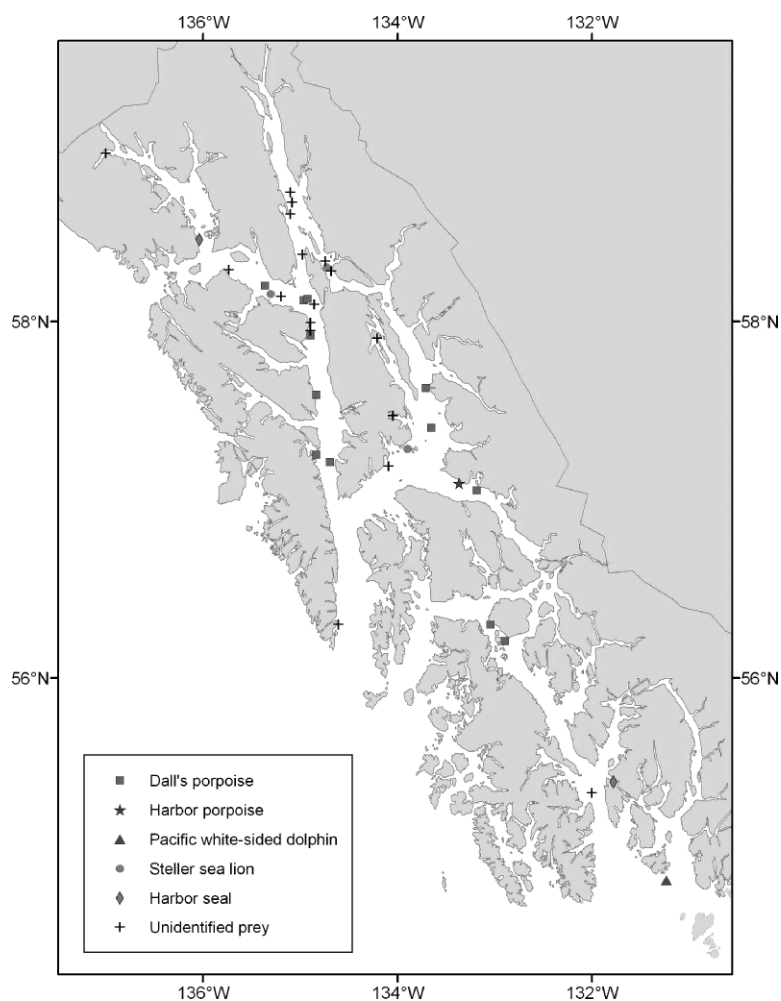 136°W 134°W 132°W
58°N 58°N
56°N 56°N
Dall's porpoise
Harbor porpoise
Pacific white-sided dolphin
Steller sea lion
Harbor seal
Unidentified prey
136°W 134°W 132°W